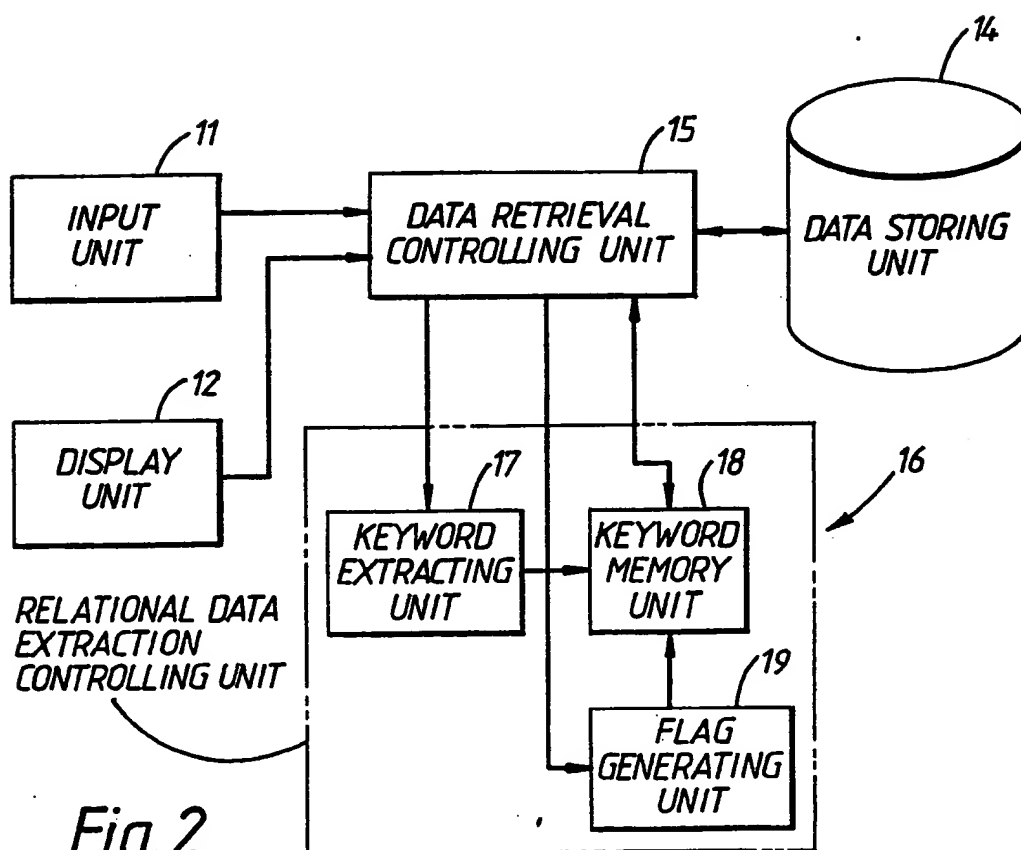 14
11
15
INPUT
UNIT
DATA RETRIEVAL
CONTROLLING UNIT
DATA STORING
UNIT
12
DISPLAY
UNIT
17
18
16
KEYWORD
EXTRACTING
UNIT
KEYWORD
MEMORY
UNIT
RELATIONAL DATA
EXTRACTION
CONTROLLING UNIT
19
FLAG
GENERATING
UNIT
Fig. 2